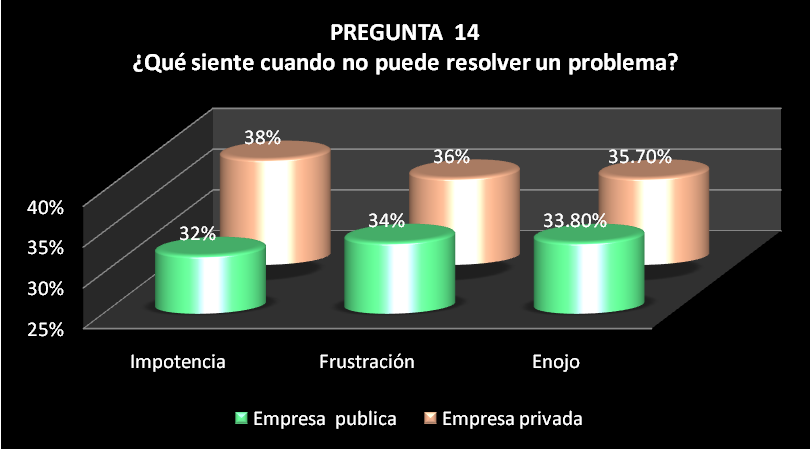 PREGUNTA 14
¿Qué siente cuando no puede resolver un problema?
38%
36%
35.70%
32%
34%
33.80%
40%
35%
30%
25%
Impotencia
Frustración
Enojo
Empresa publica
Empresa privada